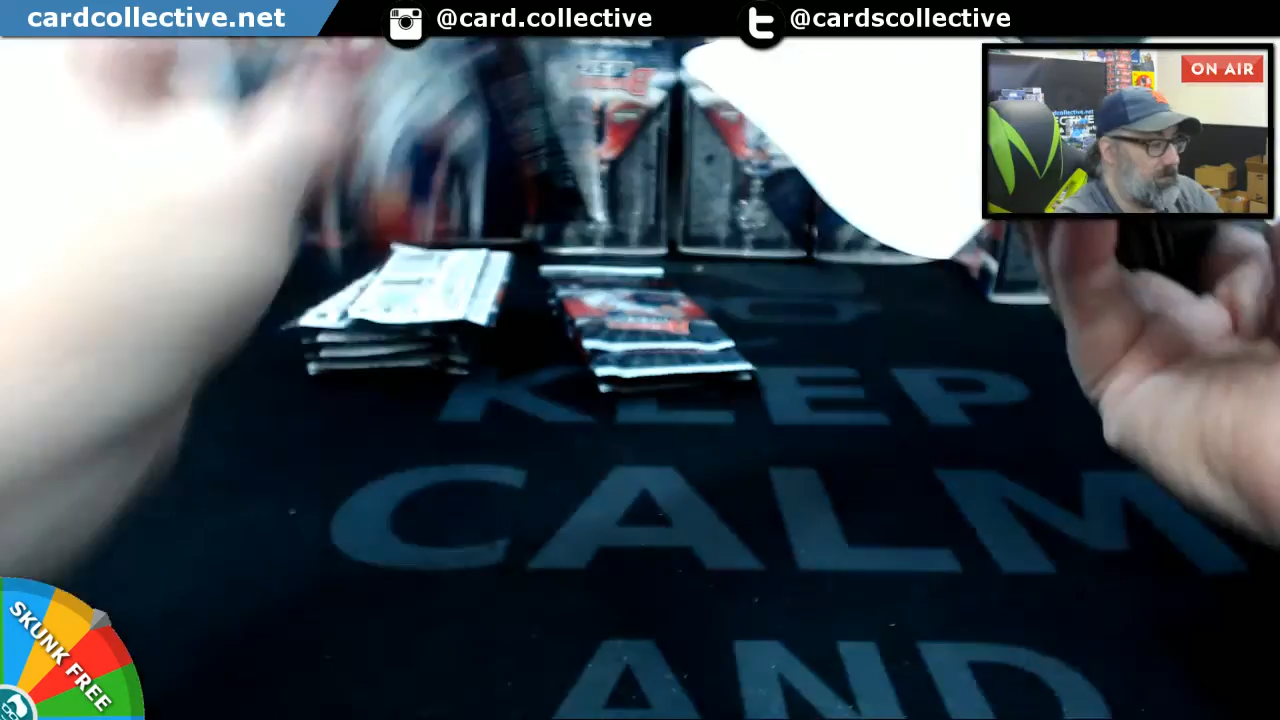 cardcollective.net
@card.collective
@cardscollective
ON AIR
SKUNK FREE
KEEP
CALM
AND